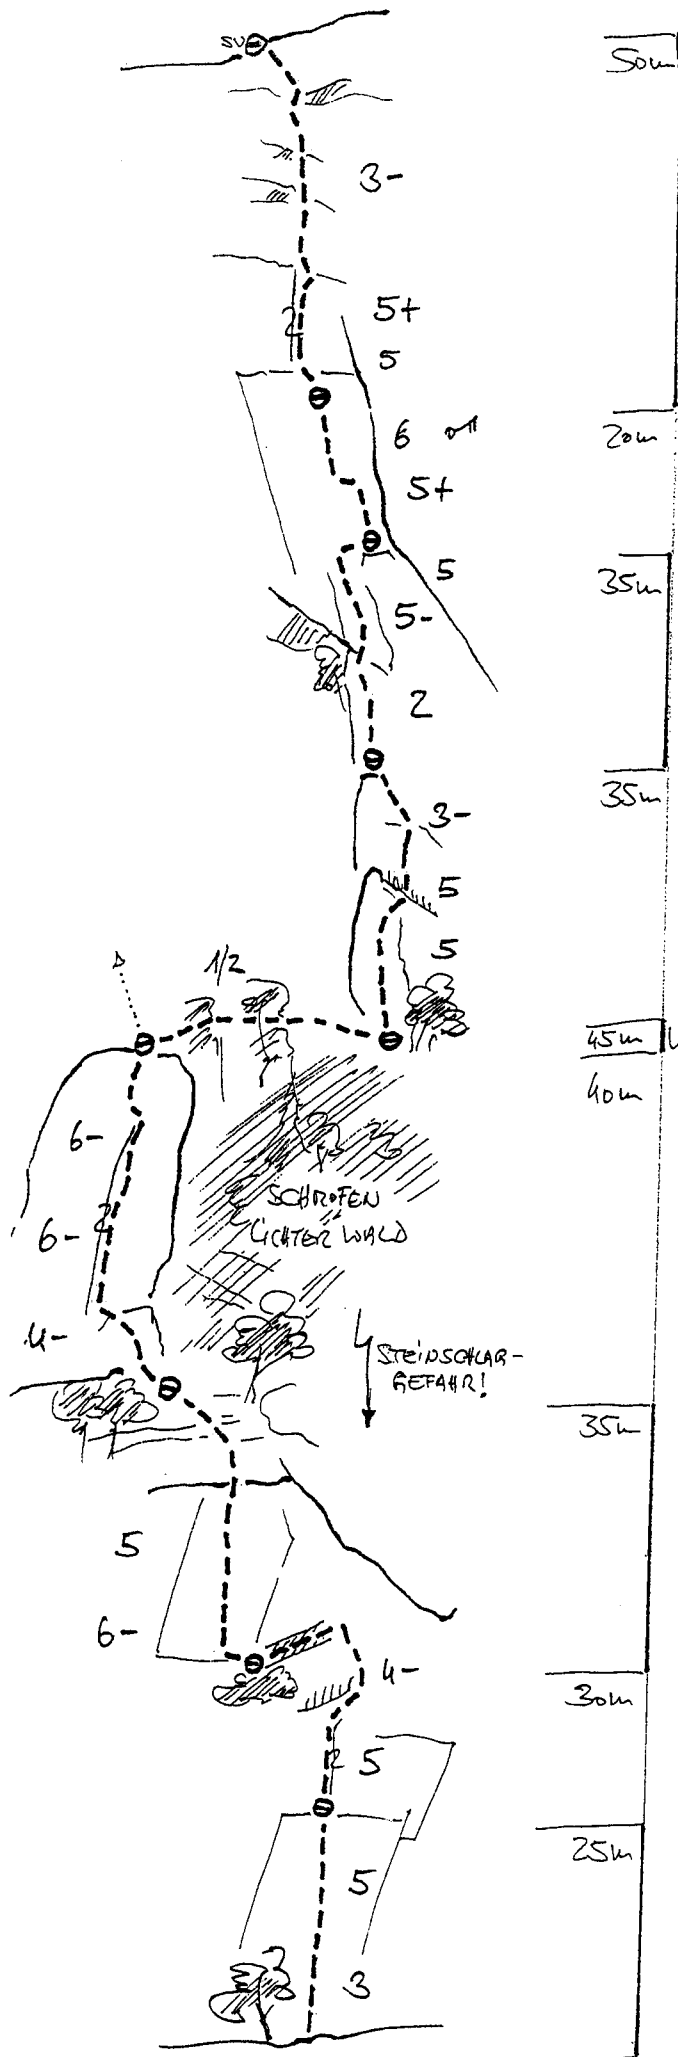 SU
50m
3-
5+
5
6
20m
5+
5
35m
5-
2
35m
3-
5
5
1/2
45m
40m
6-
SCHROFEN
LICHTER WALD
6-
4-
STEINSCHLAG-
GEFAHR!
35m
5
6-
4-
30m
5
25m
5
3